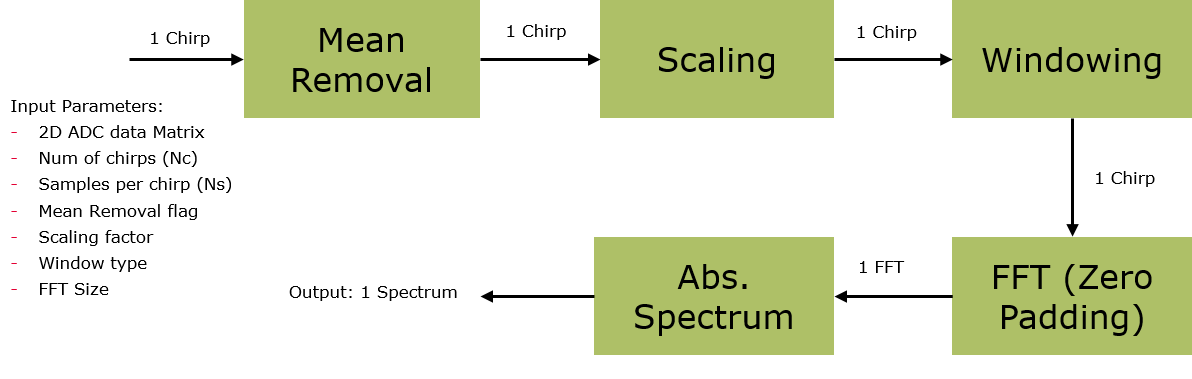 1 Chirp
Mean
Removal
1 Chirp
Scaling
1 Chirp
Windowing
Input Parameters:
- 2D ADC data Matrix
- Num of chirps (Nc)
- Samples per chirp (Ns)
- Mean Removal flag
- Scaling factor
- Window type
- FFT Size
1 Chirp
FFT (Zero
Padding)
1 FFT
Abs.
Spectrum
Output: 1 Spectrum